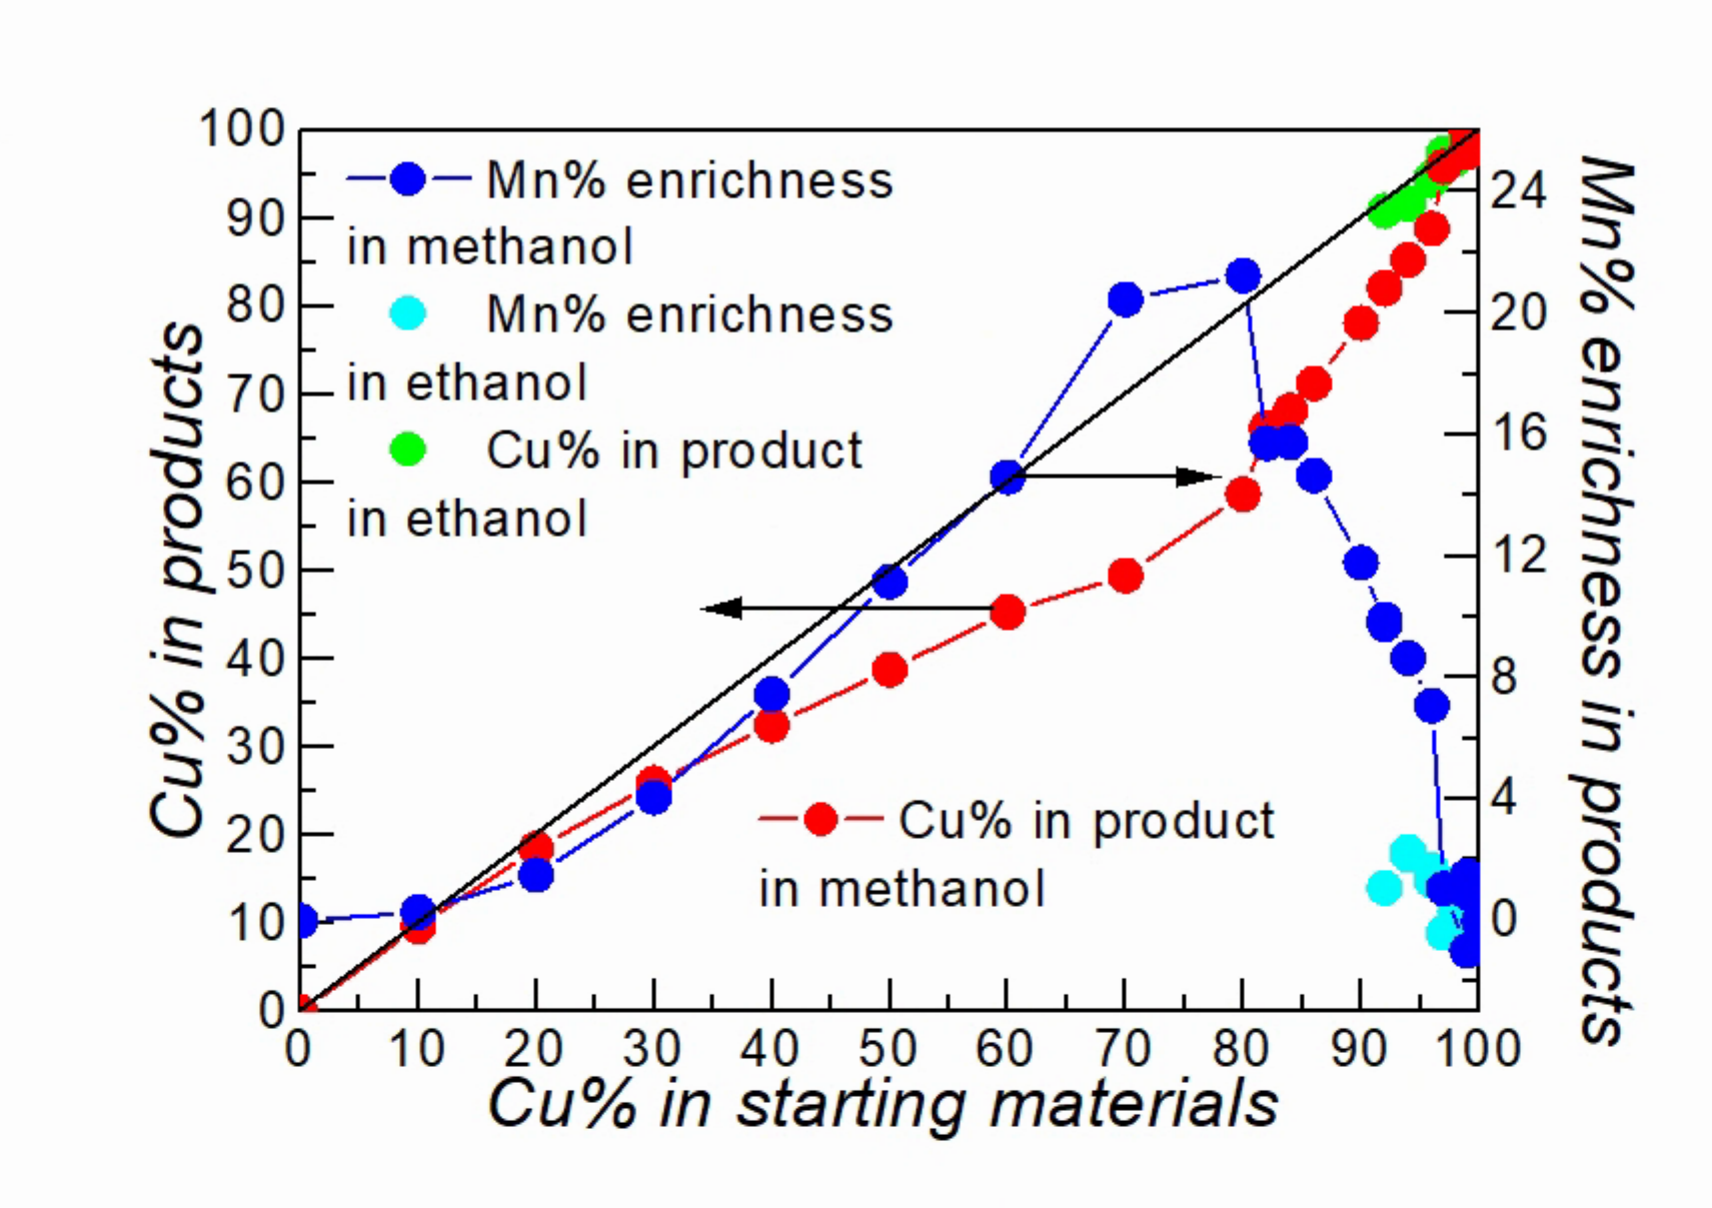 100
90
80
70
60
50
40
30
20
10
0
Cu% in products
Mn% enrichness
in methanol
Mn% enrichness
in ethanol
Cu% in product
in ethanol
Cu% in product
in methanol
24
20
16
12
8
4
0
Mn% enrichness in products
0 10 20 30 40 50 60 70 80 90 100
Cu% in starting materials